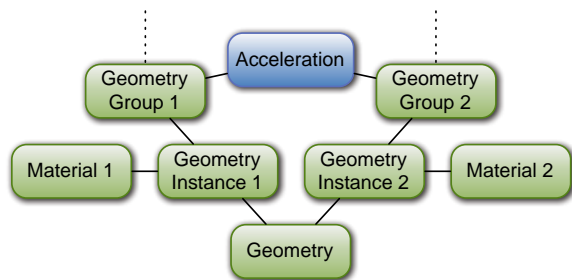 Acceleration
Geometry
Group 1
Geometry
Group 2
Material 1
Geometry
Instance 1
Geometry
Instance 2
Material 2
Geometry